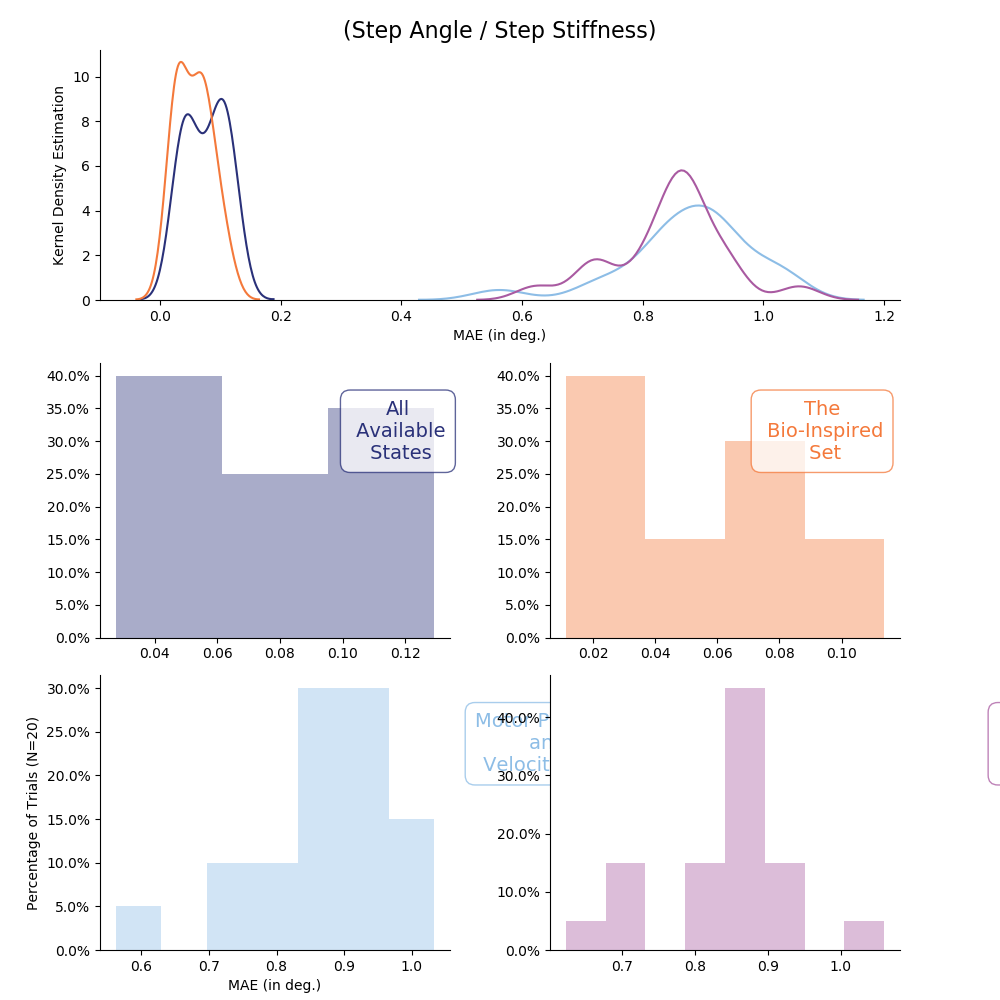 (Step Angle / Step Stiffness)
Kernel Density Estimation
10
8
6
4
2
0
0.0 0.2 0.4 0.6 0.8 1.0 1.2
MAE (in deg.)
40.0%
35.0%
30.0%
25.0%
20.0%
15.0%
10.0%
5.0%
0.0%
All
Available
States
0.04 0.06 0.08 0.10 0.12
40.0%
35.0%
30.0%
25.0%
20.0%
15.0%
10.0%
5.0%
0.0%
The
Bio-Inspired
Set
0.02 0.04 0.06 0.08 0.10
Percentage of Trials (N=20)
30.0%
25.0%
20.0%
15.0%
10.0%
5.0%
0.0%
Motor
0.6 0.7 0.8 0.9 1.0
MAE (in deg.)
40.0%
30.0%
20.0%
10.0%
0.0%
0.7 0.8 0.9 1.0